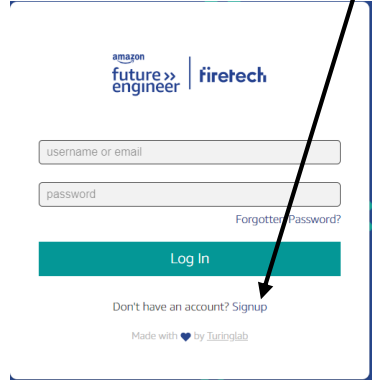 amazon
future » firetech
engineer
username or email
password
Forgotten Password?
Log In
Don't have an account? Signup
Made with ♥ by Turinglab